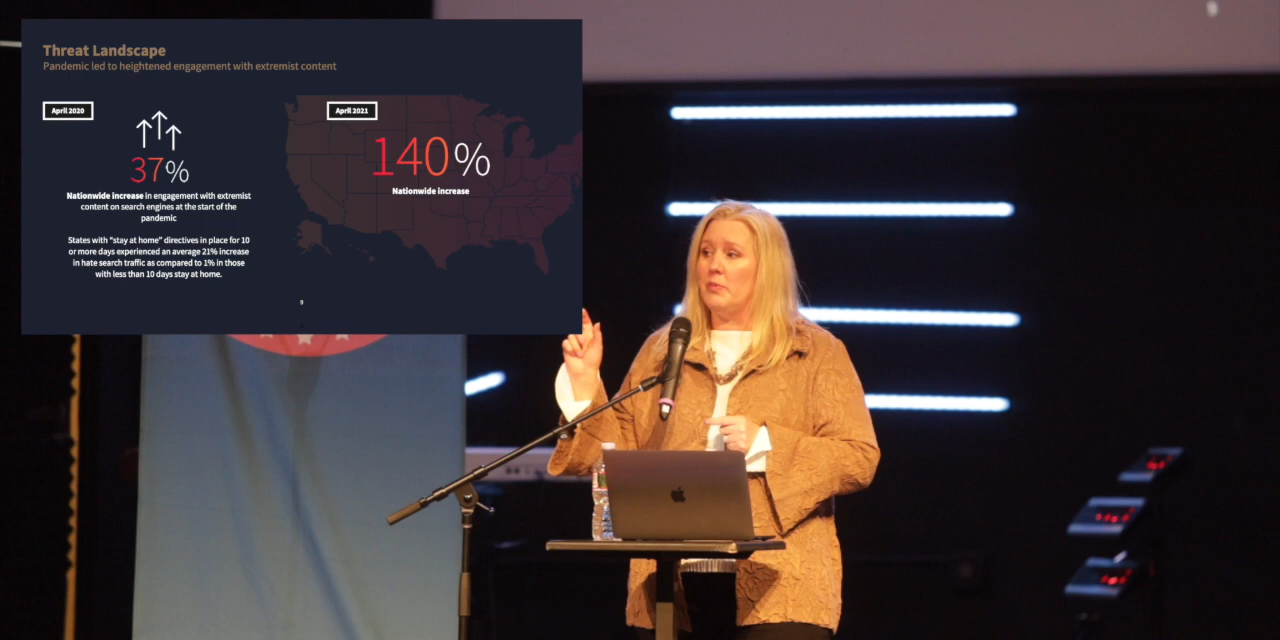 Threat Landscape
Pandemic led to heightened engagement with extremist content
April 2020
37%
Nationwide increase in engagement with extremist
content on search engines at the start of the
pandemic
States with "stay at home" directives in place for 10
or more days experienced an average 21% increase
in hate search traffic as compared to 1% in those
with less than 10 days stay at home.
April 2021
140%
Nationwide increase
9